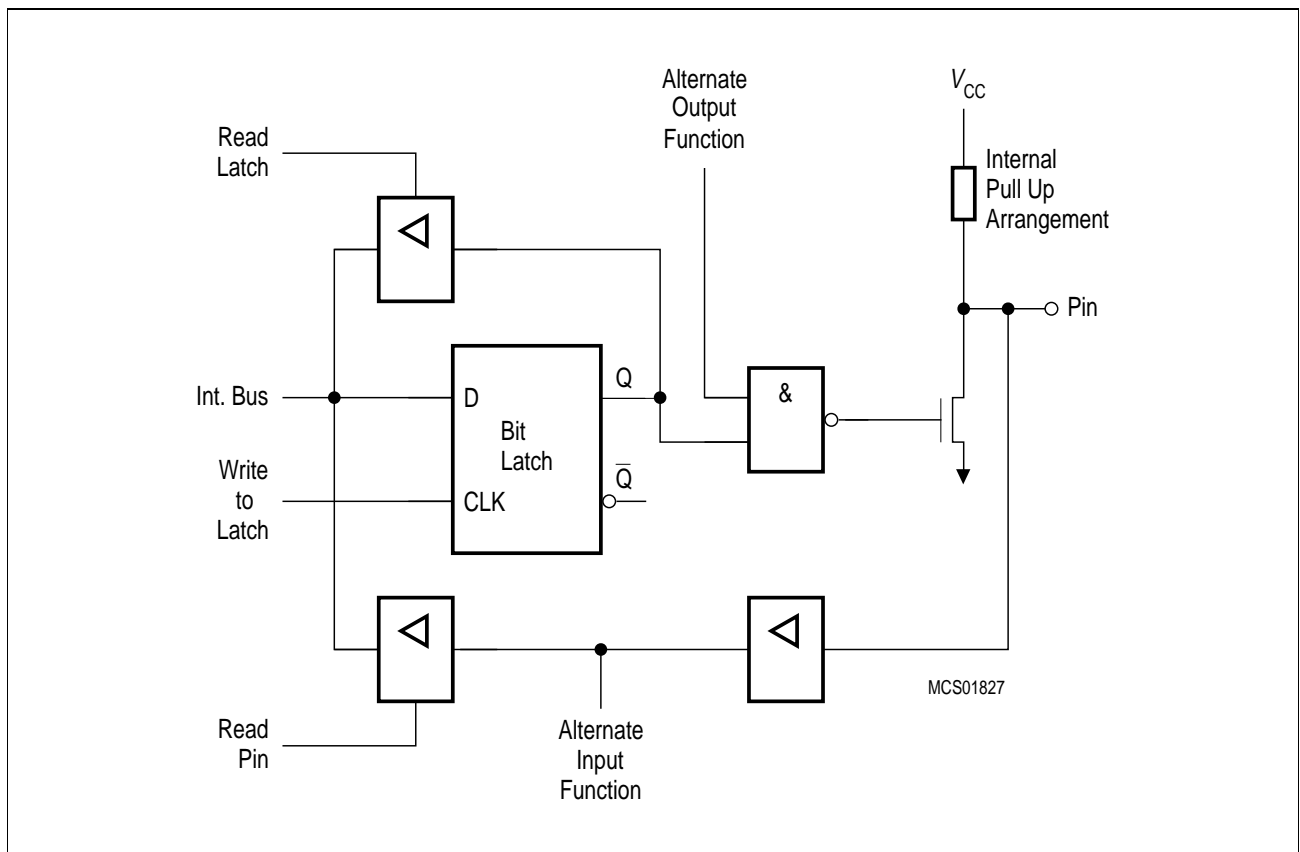 Alternate
Output
Function
V
CC
Read
Latch
Internal
Pull Up
Arrangement
Pin
Int. Bus
D
Q
&
Bit
Latch
Q̅
Write
to
Latch
CLK
MCS01827
Read
Pin
Alternate
Input
Function